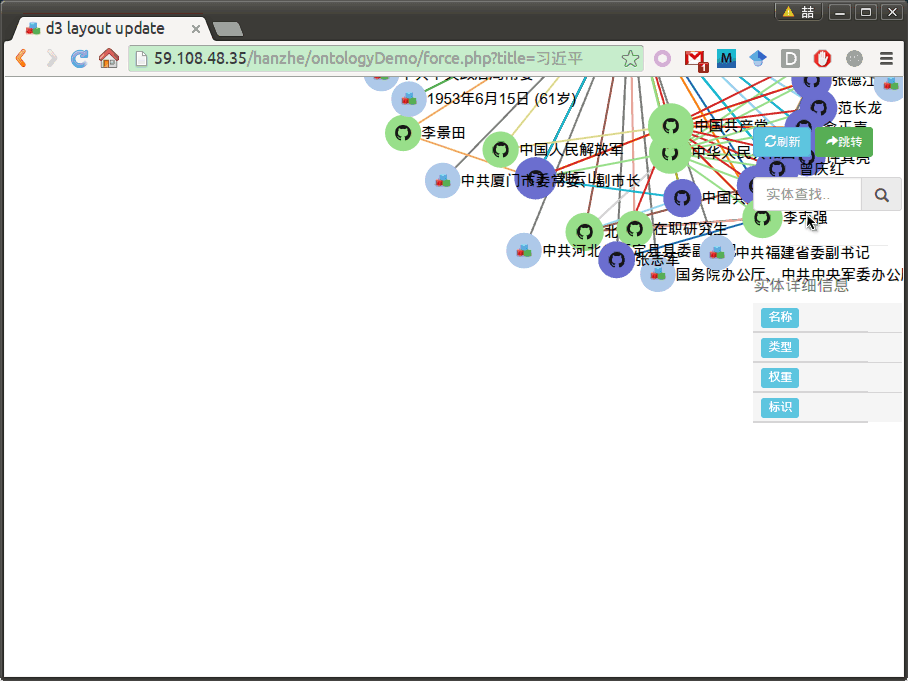 喆
d3 layout update
59.108.48.35/hanzhe/ontologyDemo/force.php?title=习近平
1
M
D
张德江
1953年6月15日 (61岁)
范长龙
李景田
中国共产党
刷新
跳转
中国人民解放军
中华人民共和国
曾庆红
中共厦门市委常委、副市长
实体查找..
李克强
在职研究生
张志军
中共福建省委副书记
国务院办公厅、中共中央军委办公厅
实体详细信息
名称
类型
权重
标识